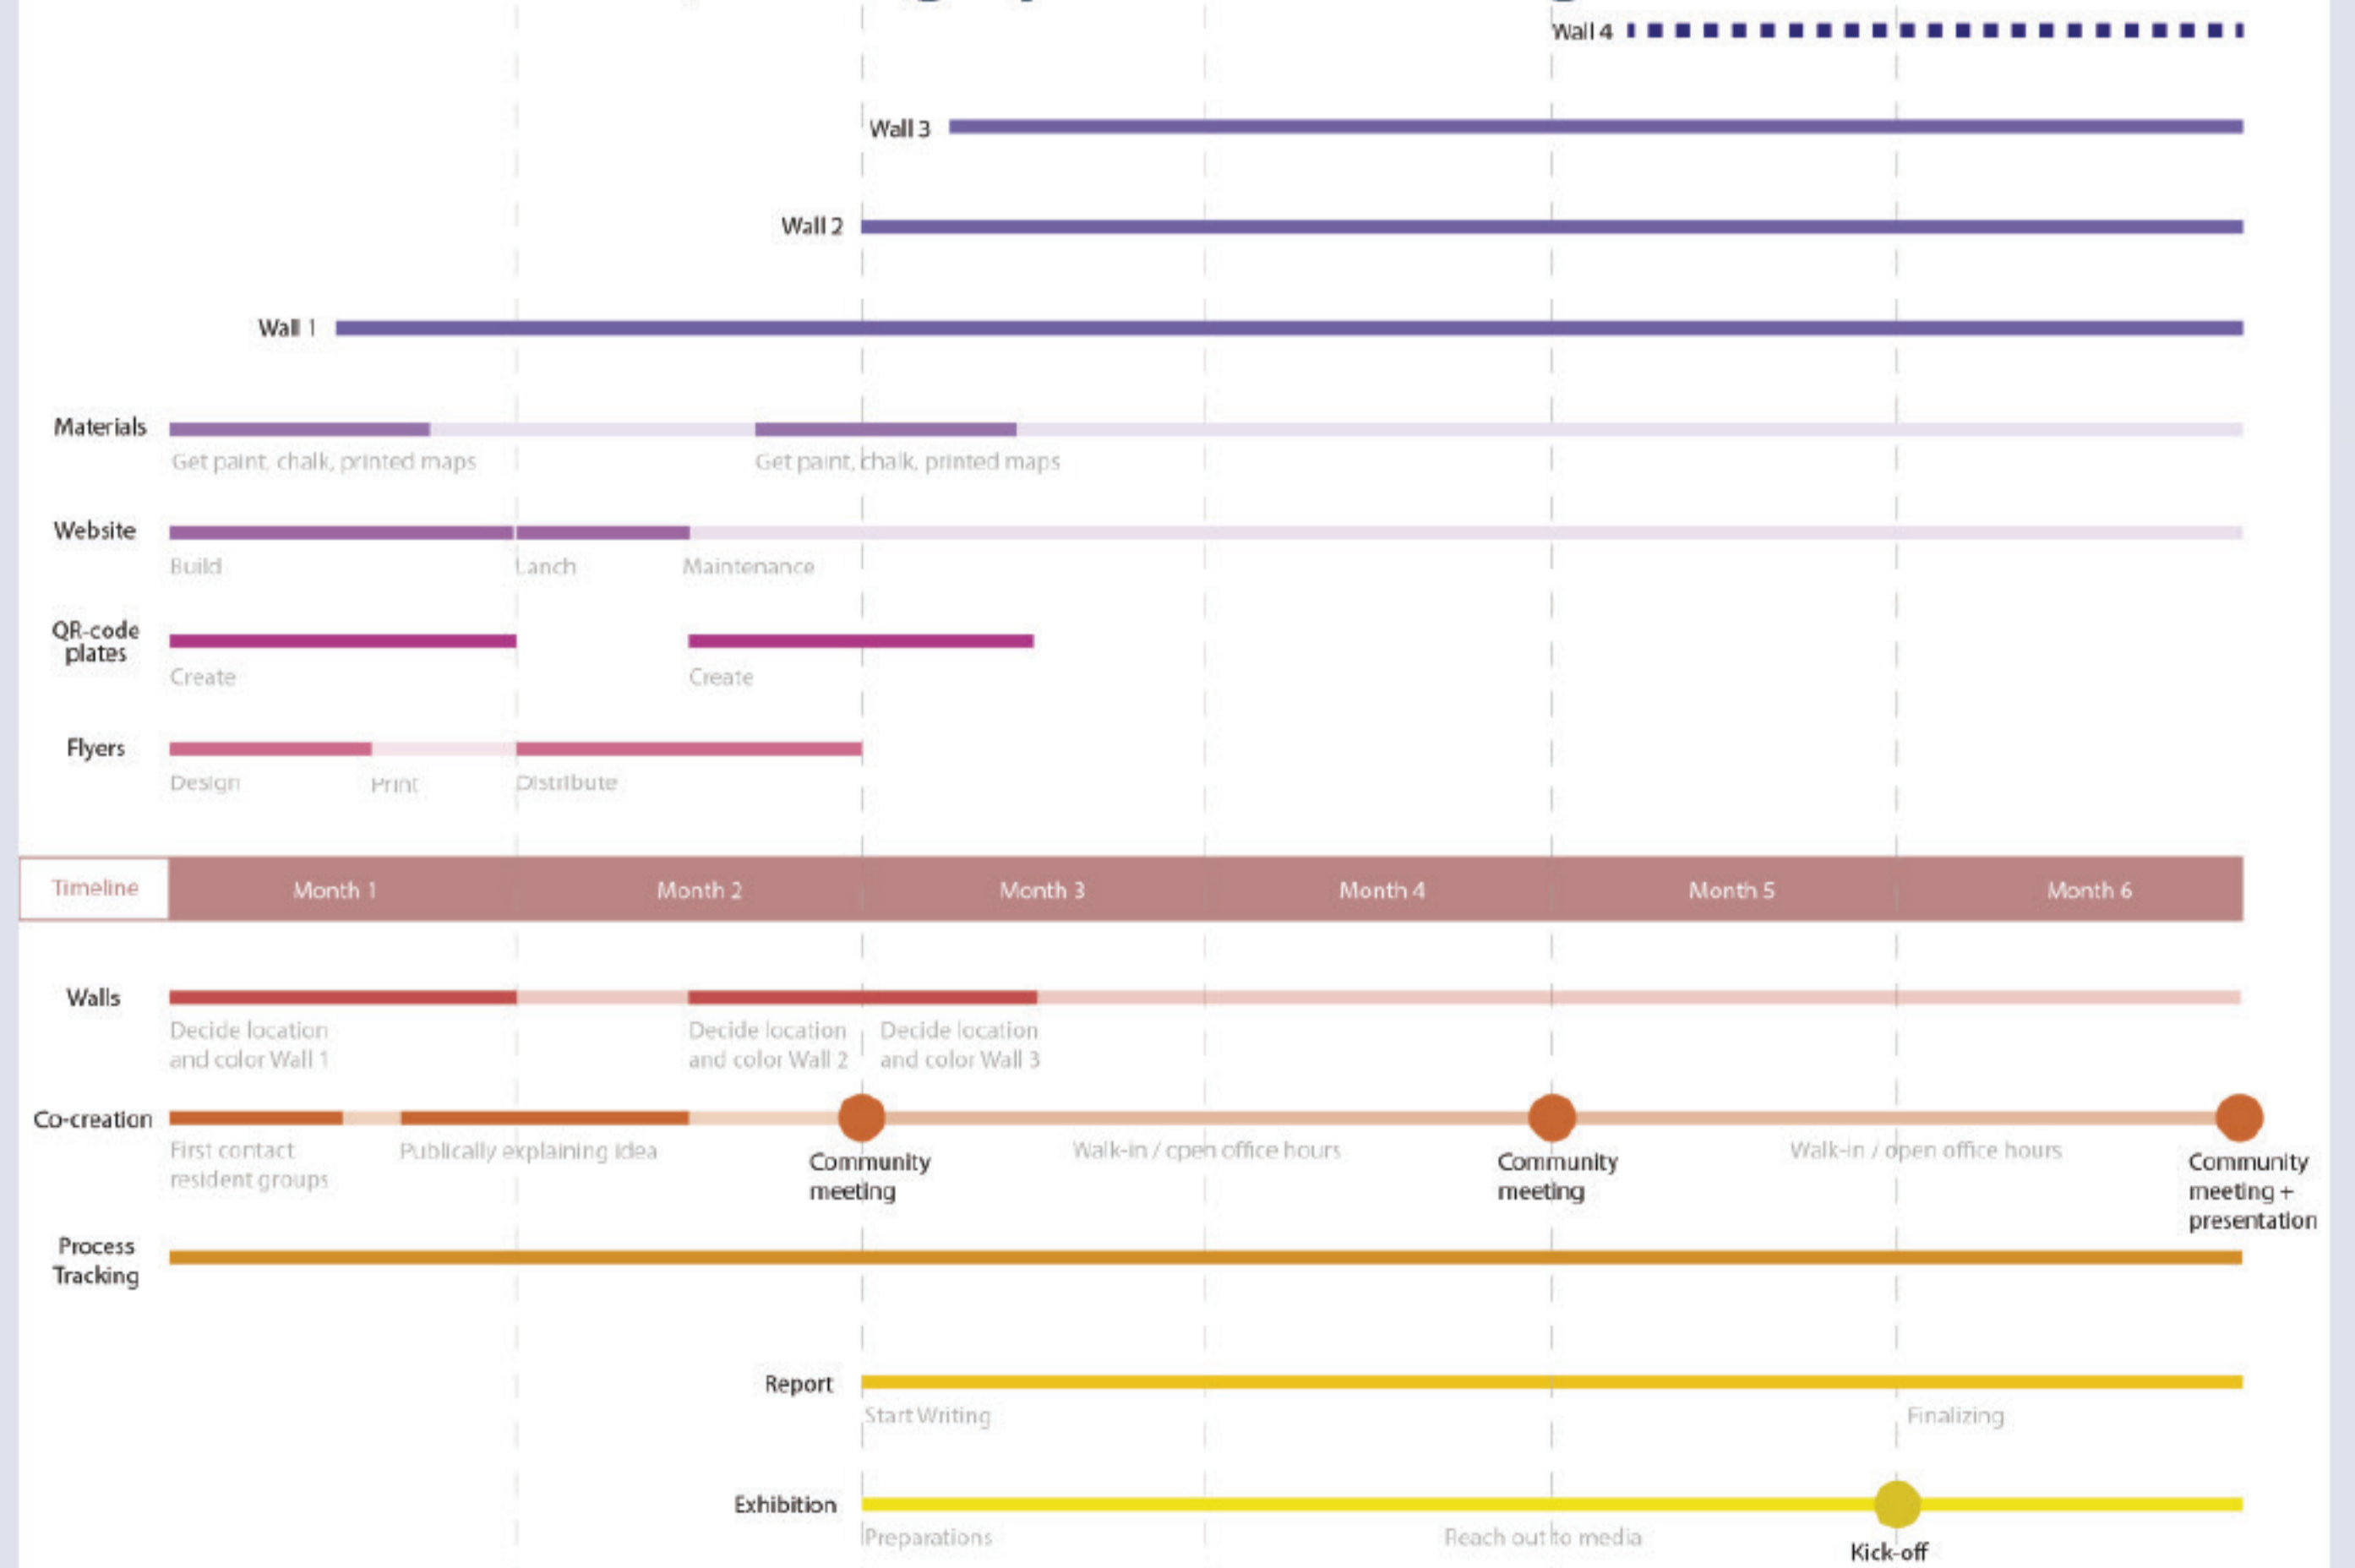 Wall 4
Wall 3
Wall 2
Wall 1
Materials
Get paint, chalk, printed maps
Get paint, chalk, printed maps
Website
Build
Lanch
Maintenance
QR-code
plates
Create
Create
Flyers
Design
Print
Distribute
Timeline
Month 1
Month 2
Month 3
Month 4
Month 5
Month 6
Walls
Decide location
and color Wall 1
Decide location
and color Wall 2
Decide location
and color Wall 3
Co-creation
First contact
resident groups
Publically explaining idea
Community
meeting
Walk-in / open office hours
Community
meeting
Walk-in / open office hours
Community
meeting +
presentation
Process
Tracking
Report
Start Writing
Finalizing
Exhibition
Preparations
Reach out to media
Kick-off